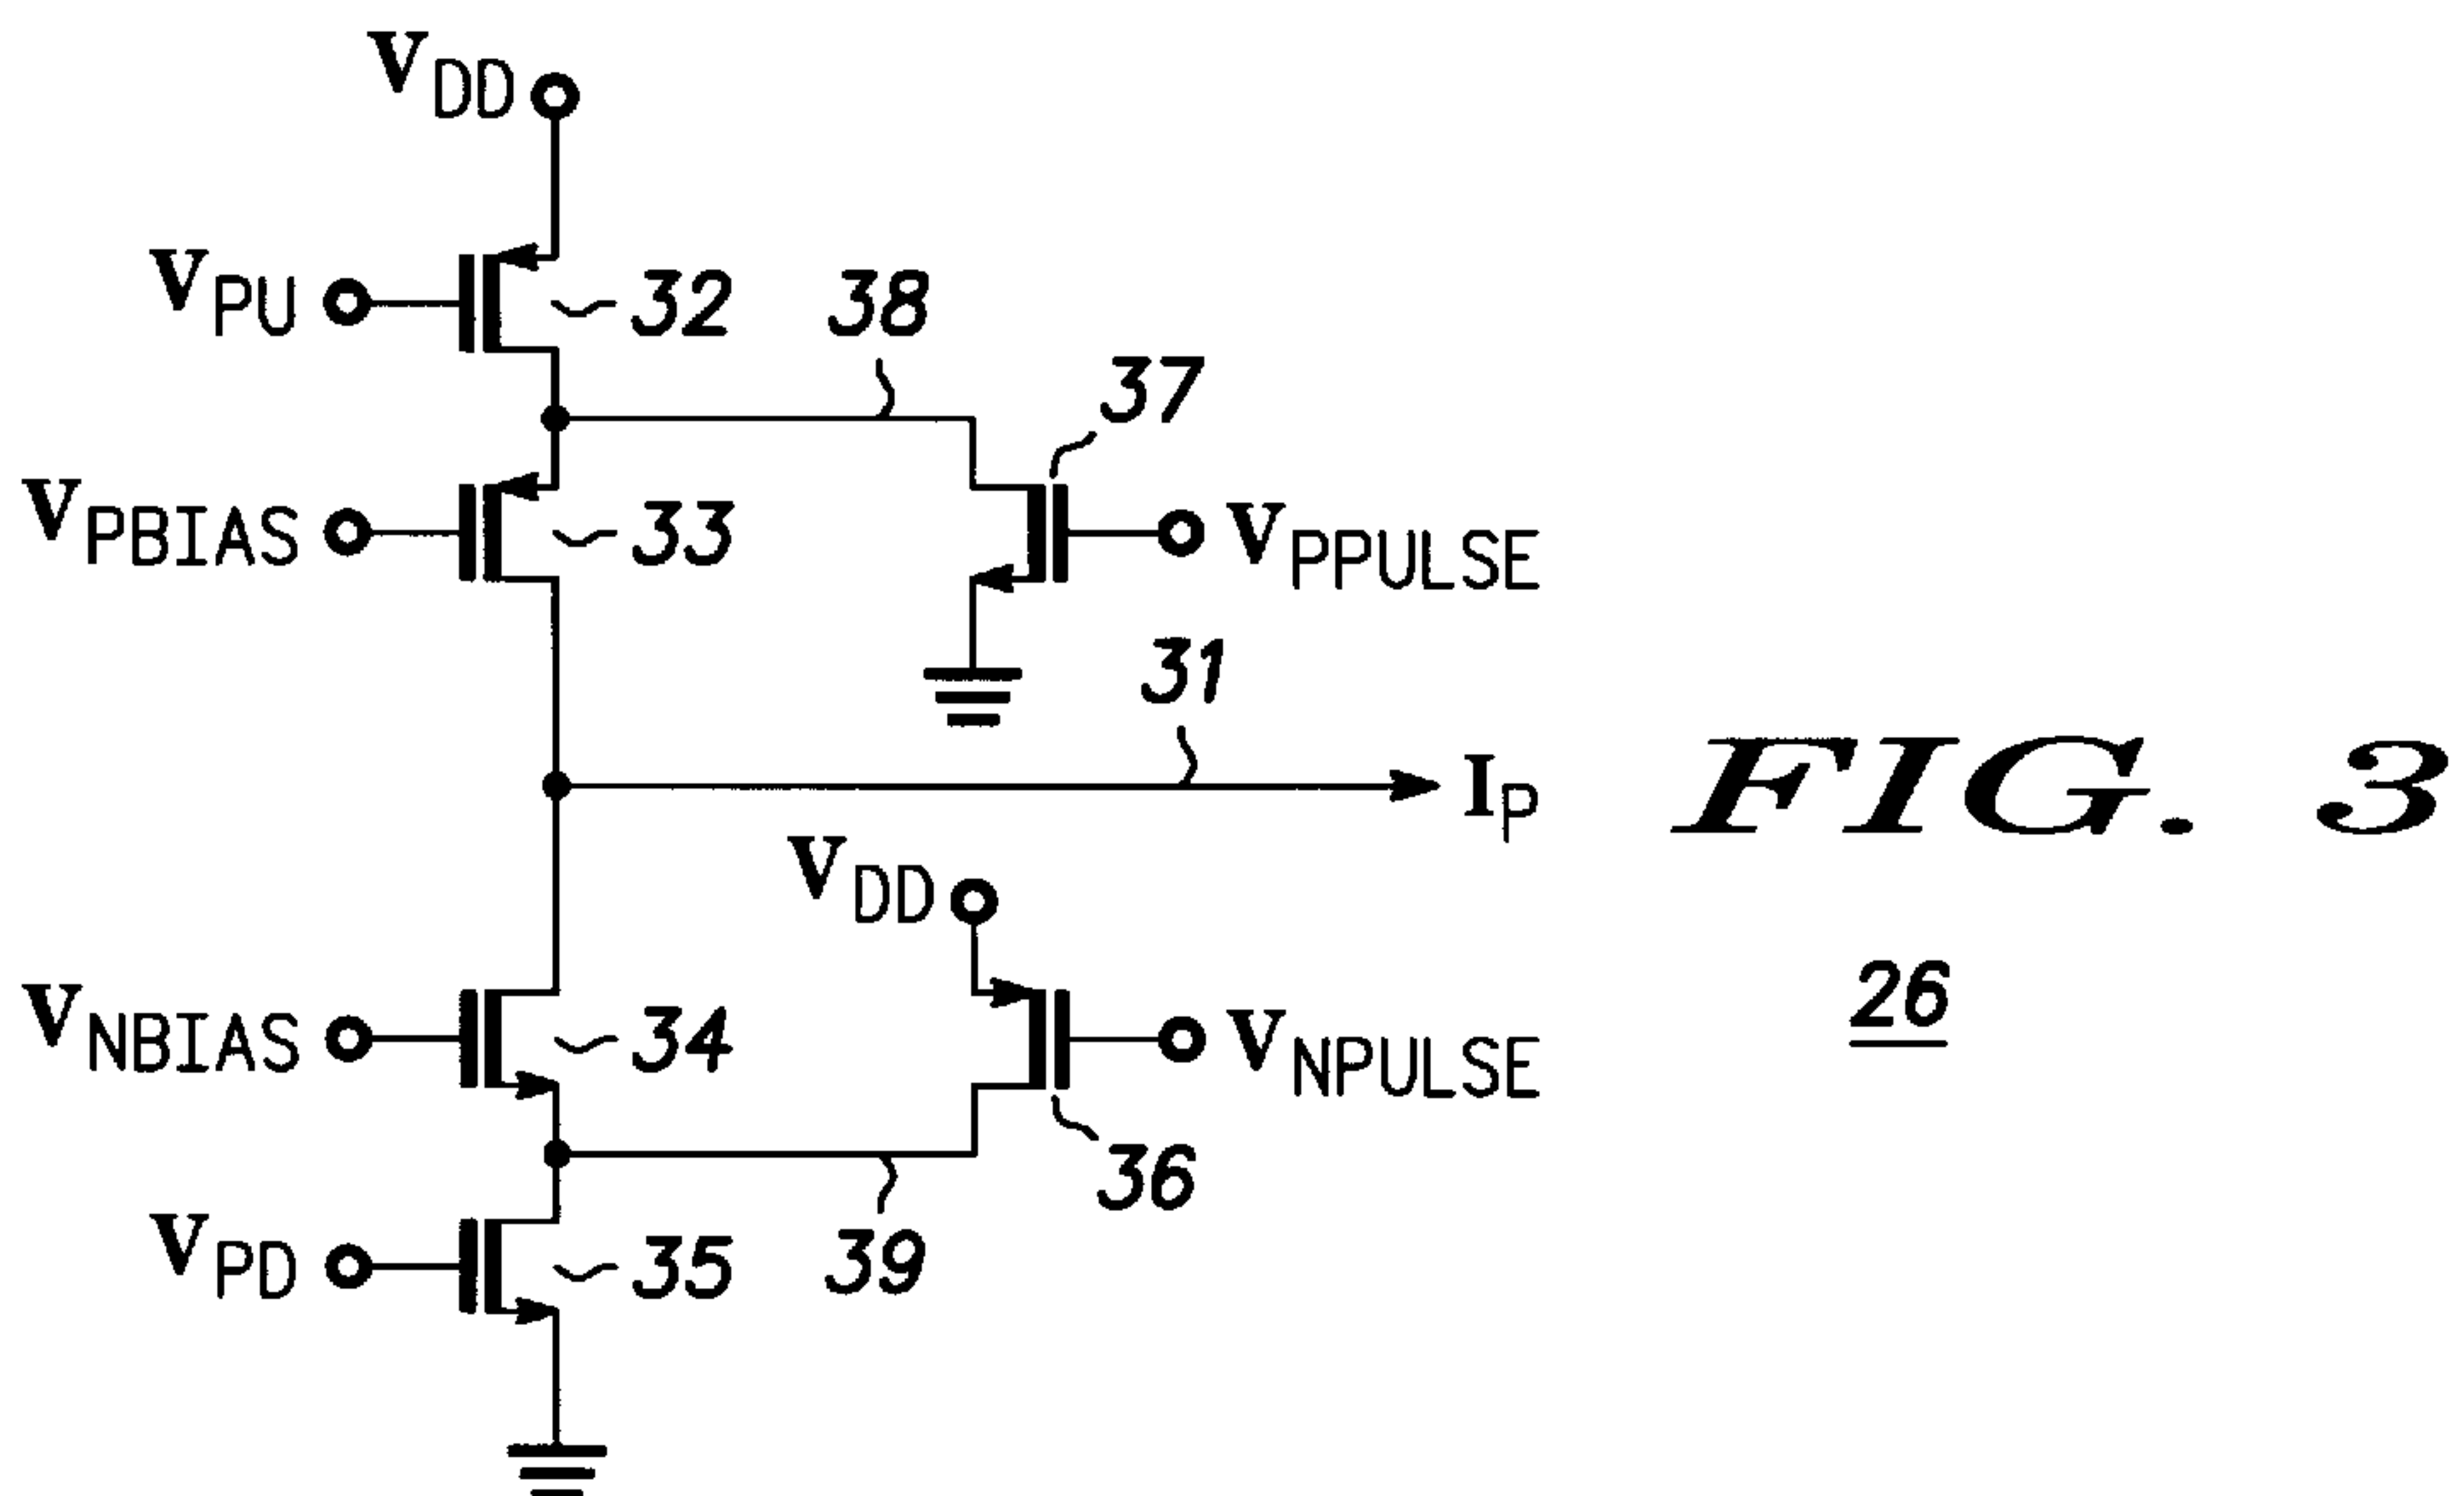 VDD
VPU
32
38
37
VPBIAS
33
VPPULSE
31
IP
FIG. 3
VDD
26
VNBIAS
34
VNPULSE
36
VPD
35
39